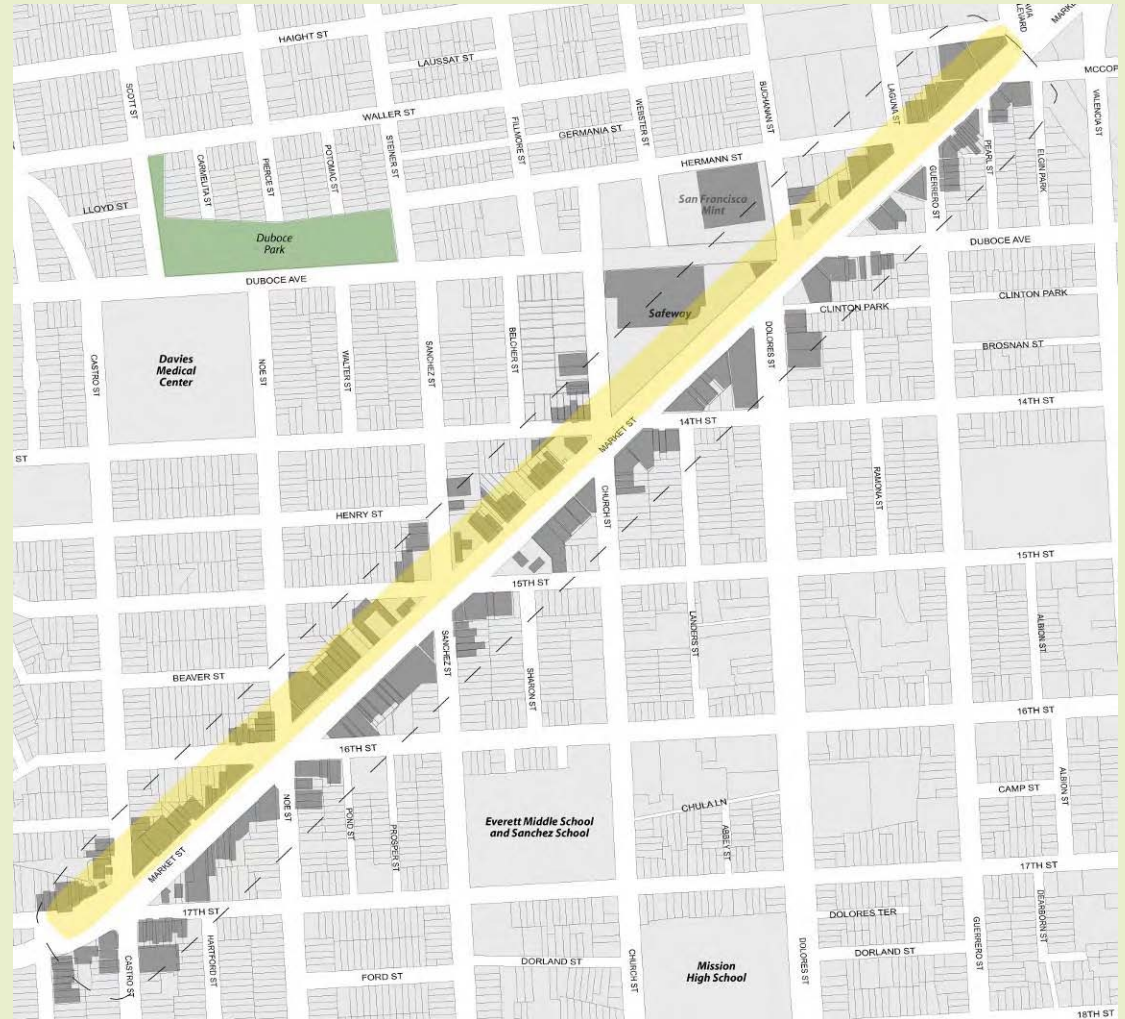 HAIGHT ST
LAUSSAT ST
MARKE
SCOTT ST
MCCOP
WALLER ST
BUCHANAN ST
LAGUNA ST
VALENCIA ST
WEBSTER ST
FILLMORE ST
GERMANIA ST
STEINER ST
POTOMAC ST
PIERCE ST
CARMELITA ST
HERMANN ST
PEARL ST
ELGIN PARK
GUERRERO ST
LLOYD ST
San Francisco
Mint
Duboce
Park
DUBOCE AVE
DUBOCE AVE
CLINTON PARK
CLINTON PARK
Safeway
DOLORES ST
BROSNAN ST
BELCHER ST
SANCHEZ ST
WALTER ST
NOE ST
CASTRO ST
Davies
Medical
Center
14TH ST
14TH ST
MARKET ST
ST
RAMONA ST
CHURCH ST
HENRY ST
15TH ST
15TH ST
LANDERS ST
ALBION ST
SANCHEZ ST
SHARON ST
BEAVER ST
16TH ST
16TH ST
ALBION ST
CAMP ST
CHULA LN
ABBEY ST
NOE ST
POND ST
PROSPER ST
Everett Middle School
and Sanchez School
MARKET ST
17TH ST
17TH ST
DEARBORN ST
DOLORES TER
GUERRERO ST
DORLAND ST
DORLAND ST
DOLORES ST
CHURCH ST
HARTFORD ST
CASTRO ST
FORD ST
Mission
High School
18TH ST